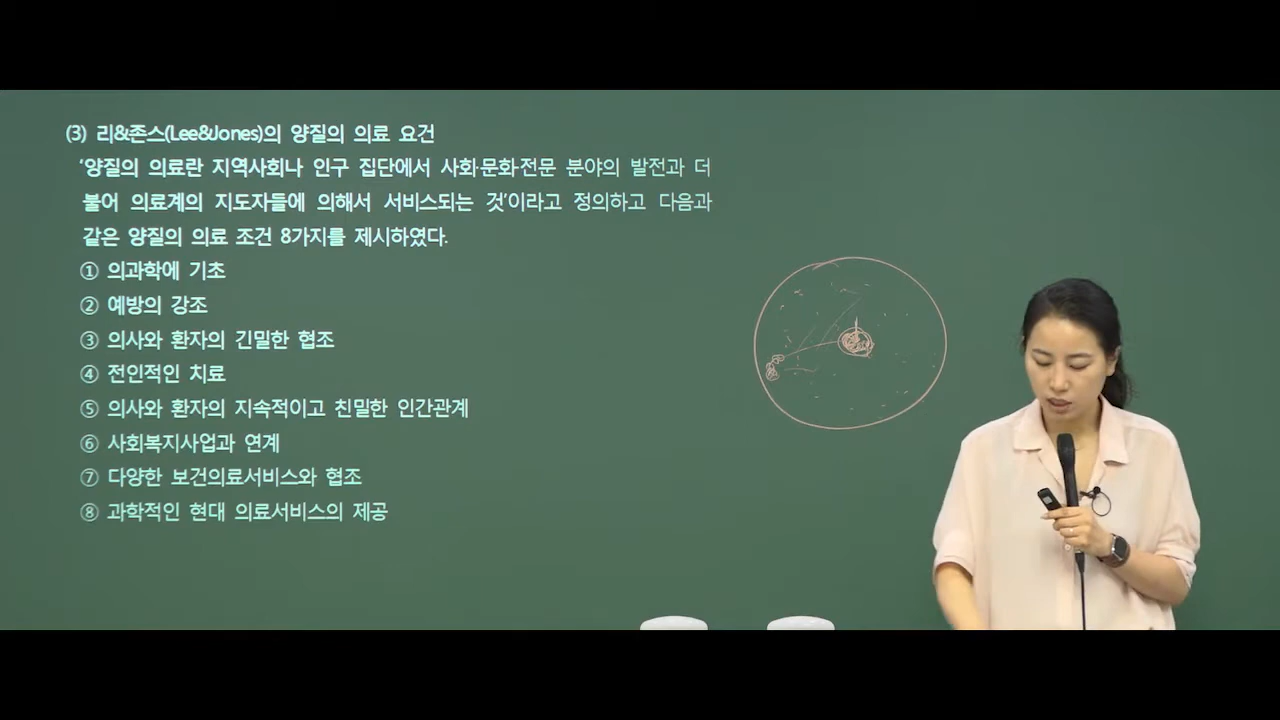 (3) 리&존스(Lee&Jones)의 양질의 의료 요건
'양질의 의료란 지역사회나 인구 집단에서 사회·문화·전문 분야의 발전과 더
불어 의료계의 지도자들에 의해서 서비스되는 것'이라고 정의하고 다음과
같은 양질의 의료 조건 8가지를 제시하였다.
① 의과학에 기초
② 예방의 강조
③ 의사와 환자의 긴밀한 협조
④ 전인적인 치료
⑤ 의사와 환자의 지속적이고 친밀한 인간관계
⑥ 사회복지사업과 연계
⑦ 다양한 보건의료서비스와 협조
⑧ 과학적인 현대 의료서비스의 제공